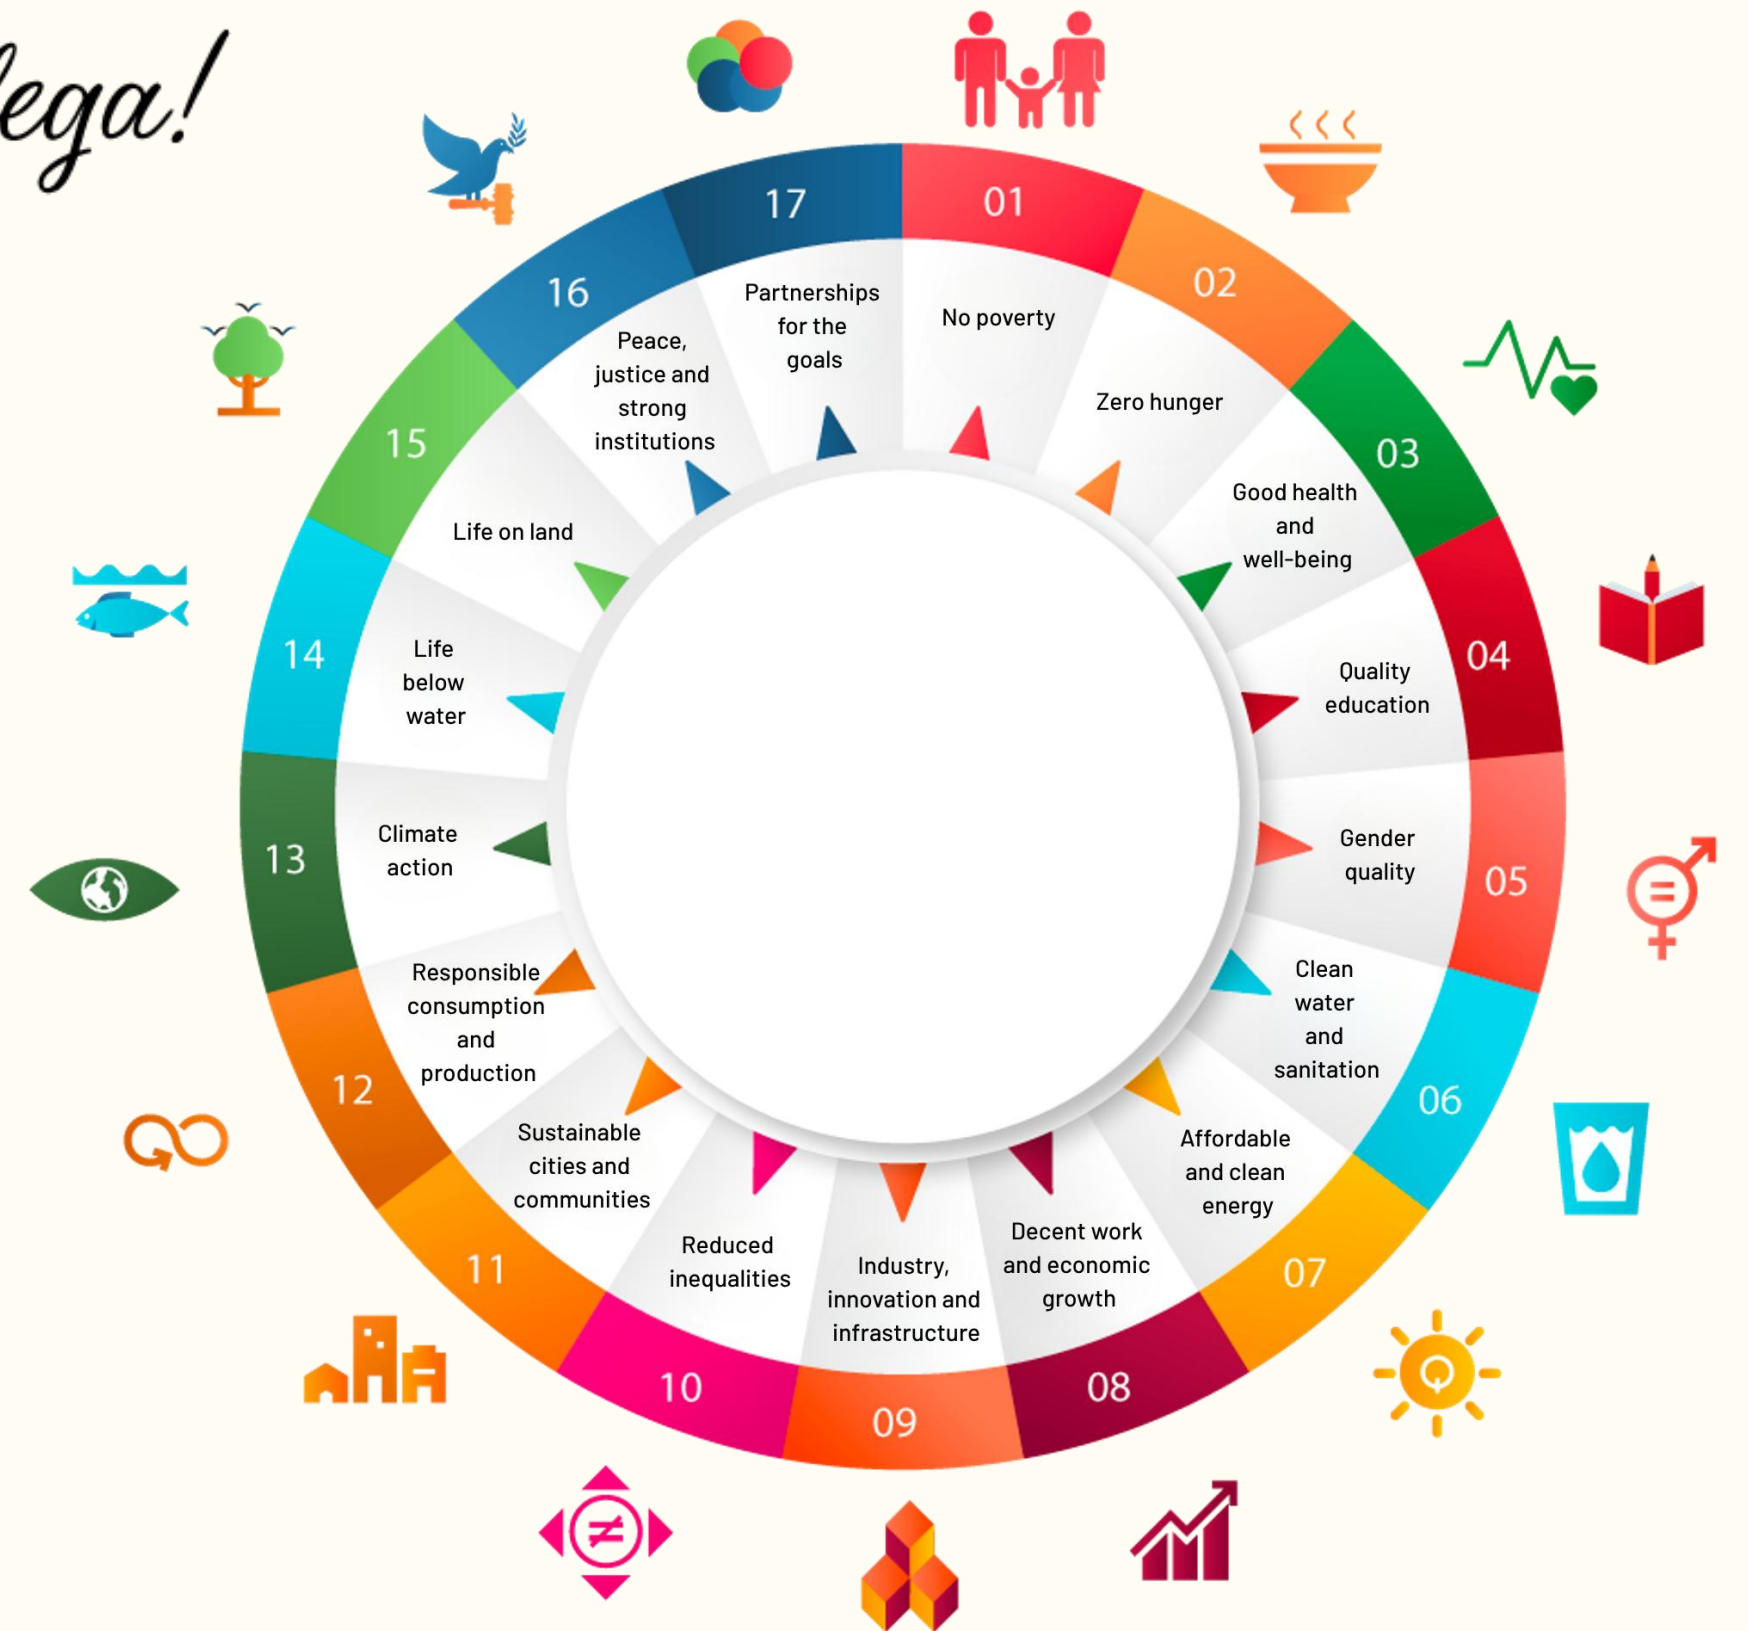 ega!
01
No poverty
02
Zero hunger
03
Good health
and
well-being
04
Quality
education
05
Gender
quality
06
Clean
water
and
sanitation
07
Affordable
and clean
energy
08
Decent work
and economic
growth
09
Industry,
innovation and
infrastructure
10
Reduced
inequalities
11
Sustainable
cities and
communities
12
Responsible
consumption
and
production
13
Climate
action
14
Life
below
water
15
Life on land
16
Peace,
justice and
strong
institutions
17
Partnerships
for the
goals